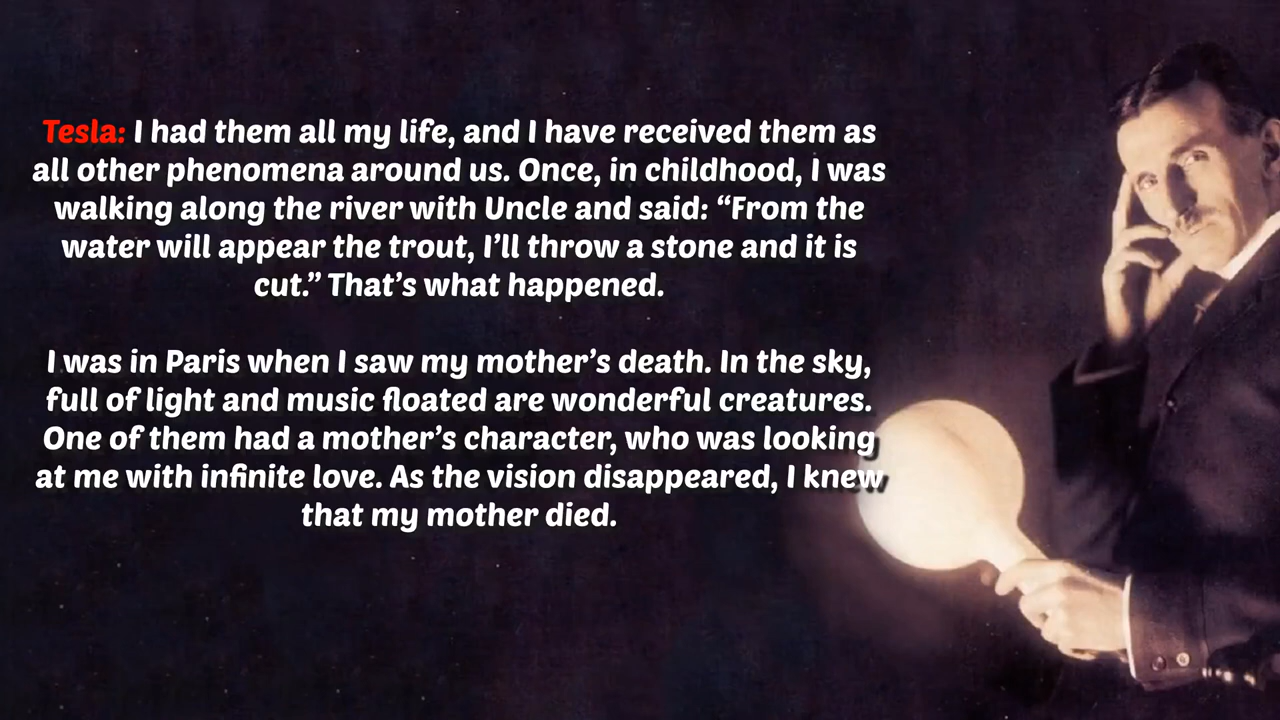 Tesla: I had them all my life, and I have received them as
all other phenomena around us. Once, in childhood, I was
walking along the river with Uncle and said: “From the
water will appear the trout, I’ll throw a stone and it is
cut.” That’s what happened.
I was in Paris when I saw my mother’s death. In the sky,
full of light and music floated are wonderful creatures.
One of them had a mother’s character, who was looking
at me with infinite love. As the vision disappeared, I knew
that my mother died.